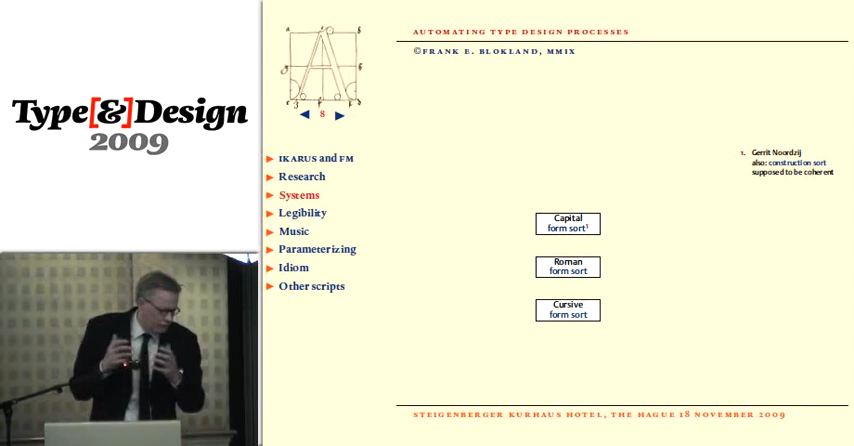 Type[&]Design
2009
8
IKARUS and FM
Research
Systems
Legibility
Music
Parameterizing
Idiom
Other scripts
AUTOMATING TYPE DESIGN PROCESSES
©FRANK E. BLOKLAND, MMIX
1. Gerrit Noordzij
also: construction sort
supposed to be coherent
Capital
form sort¹
Roman
form sort
Cursive
form sort
STEIGENBERGER KURHAUS HOTEL, THE HAGUE 18 NOVEMBER 2009